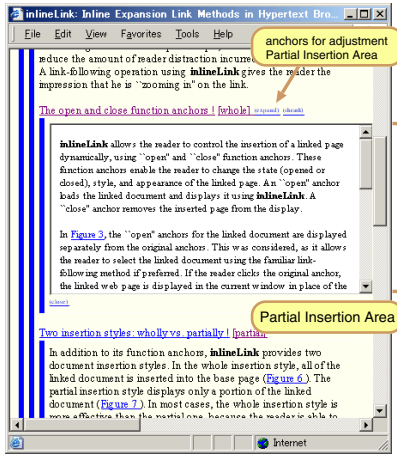 inlineLink: Inline Expansion Link Methods in Hypertext Bro...
File Edit View Favorites Tools Help
anchors for adjustment
Partial Insertion Area
reduce the amount of reader distraction incurre
A link-following operation using inlineLink gives the reader the
impression that he is ``zooming in'' on the link.
The open and close function anchors ! [whole] (expand) (shrink)
inlineLink allows the reader to control the insertion of a linked page
dynamically, using ``open'' and ``close'' function anchors. These
function anchors enable the reader to change the state (opened or
closed), style, and appearance of the linked page. An ``open'' anchor
loads the linked document and displays it using inlineLink. A
``close'' anchor removes the inserted page from the display.
In Figure 3, the ``open'' anchors for the linked document are displayed
separately from the original anchors. This was considered, as it allows
the reader to select the linked document using the familiar link-
following method if preferred. If the reader clicks the original anchor,
the linked web page is displayed in the current window in place of the
(close)
Partial Insertion Area
Two insertion styles: wholly vs. partially ! [partial
In addition to its function anchors, inlineLink provides two
document insertion styles. In the whole insertion style, all of the
linked document is inserted into the base page (Figure 6 ). The
partial insertion style displays only a portion of the linked
document (Figure 7 ). In most cases, the whole insertion style is
more effective than the partial one, because the reader is able to
Internet